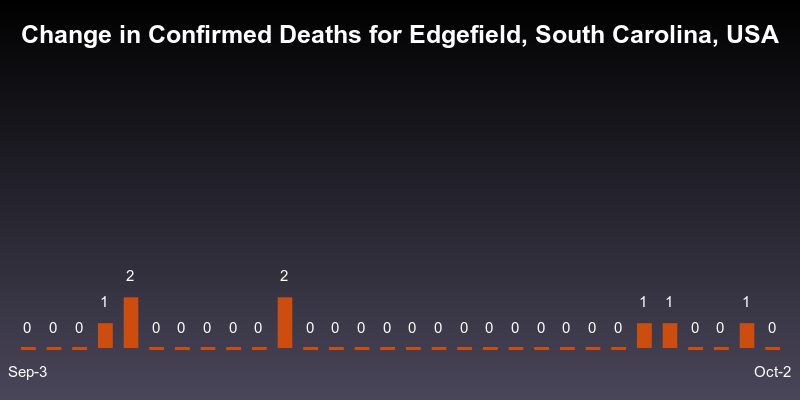 Change in Confirmed Deaths for Edgefield, South Carolina, USA
2 2
1 1 1 1
0 0 0 0 0 0 0 0 0 0 0 0 0 0 0 0 0 0 0 0 0 0 0 0
Sep-3 Oct-2